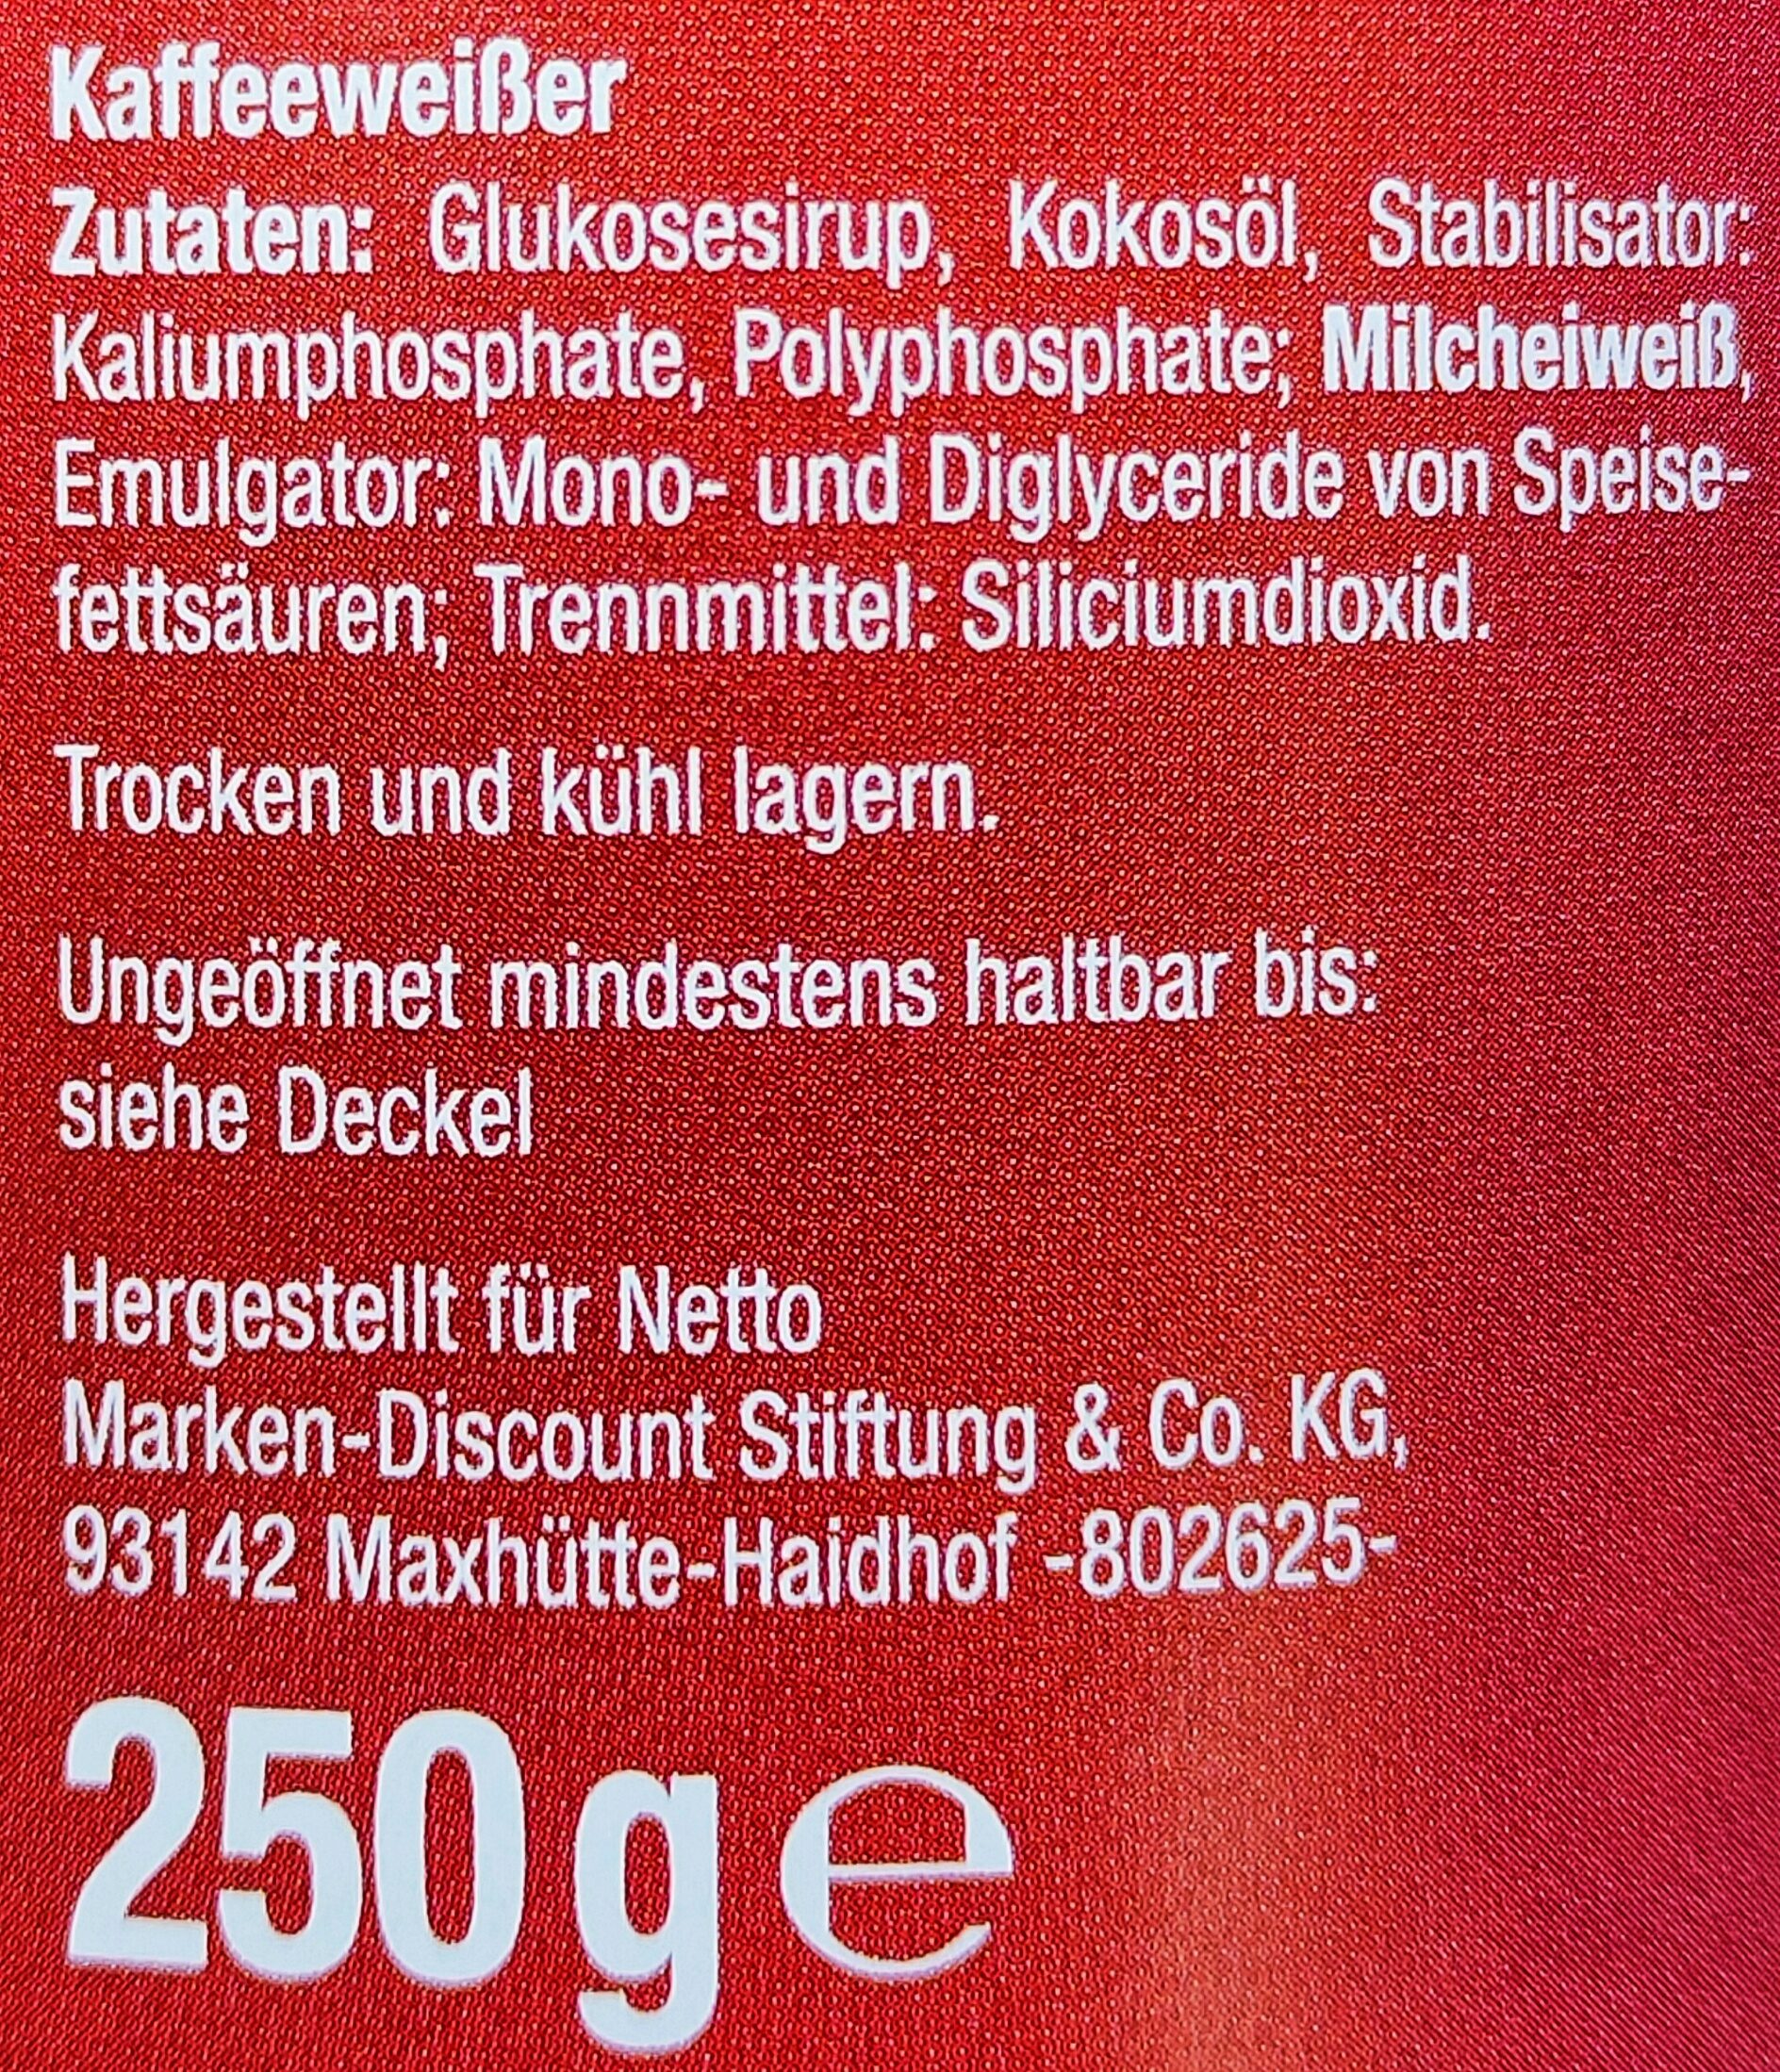 Kaffeeweißer
Zutaten: Glukosesirup, Kokosöl, Stabilisator:
Kaliumphosphate, Polyphosphate; Milcheiweiß,
Emulgator: Mono- und Diglyceride von Speise-
fettsäuren; Trennmittel: Siliciumdioxid.
Trocken und kühl lagern.
Ungeöffnet mindestens haltbar bis:
siehe Deckel
Hergestellt für Netto
Marken-Discount Stiftung & Co. KG,
93142 Maxhütte-Haidhof -802625-
250 g e